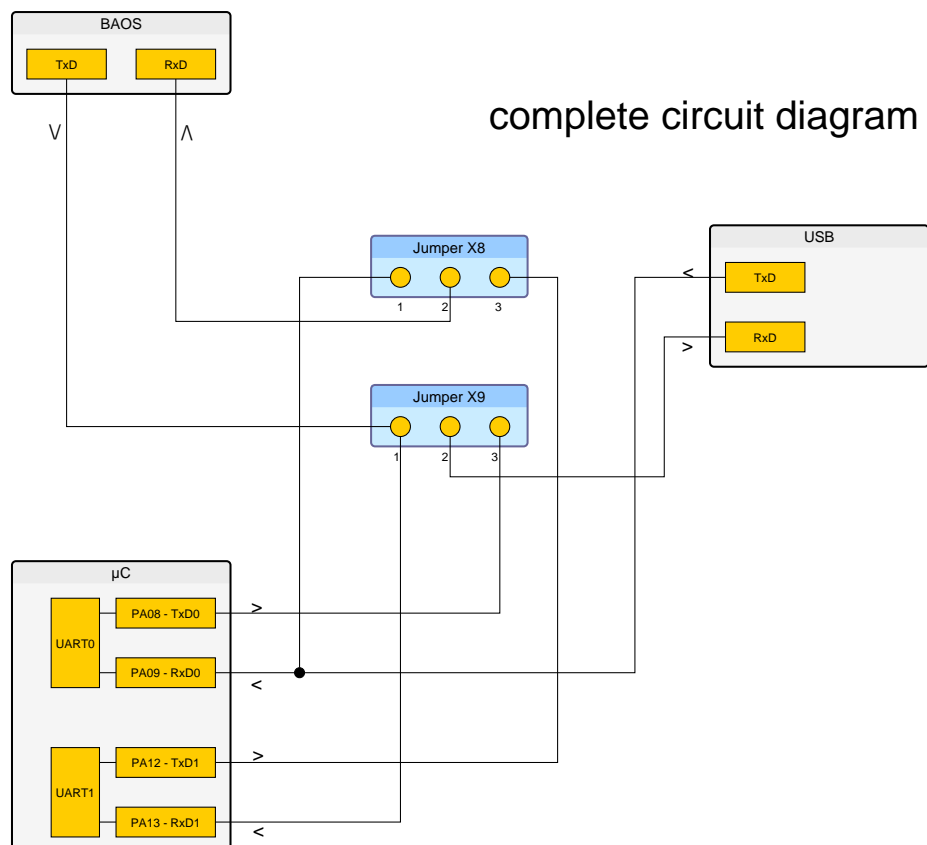 BAOS
TxD RxD
\/ /\
complete circuit diagram
Jumper X8
1 2 3
USB
< TxD
> RxD
Jumper X9
1 2 3
µC
UART0
PA08 - TxD0 >
PA09 - RxD0 <
UART1
PA12 - TxD1 >
PA13 - RxD1 <